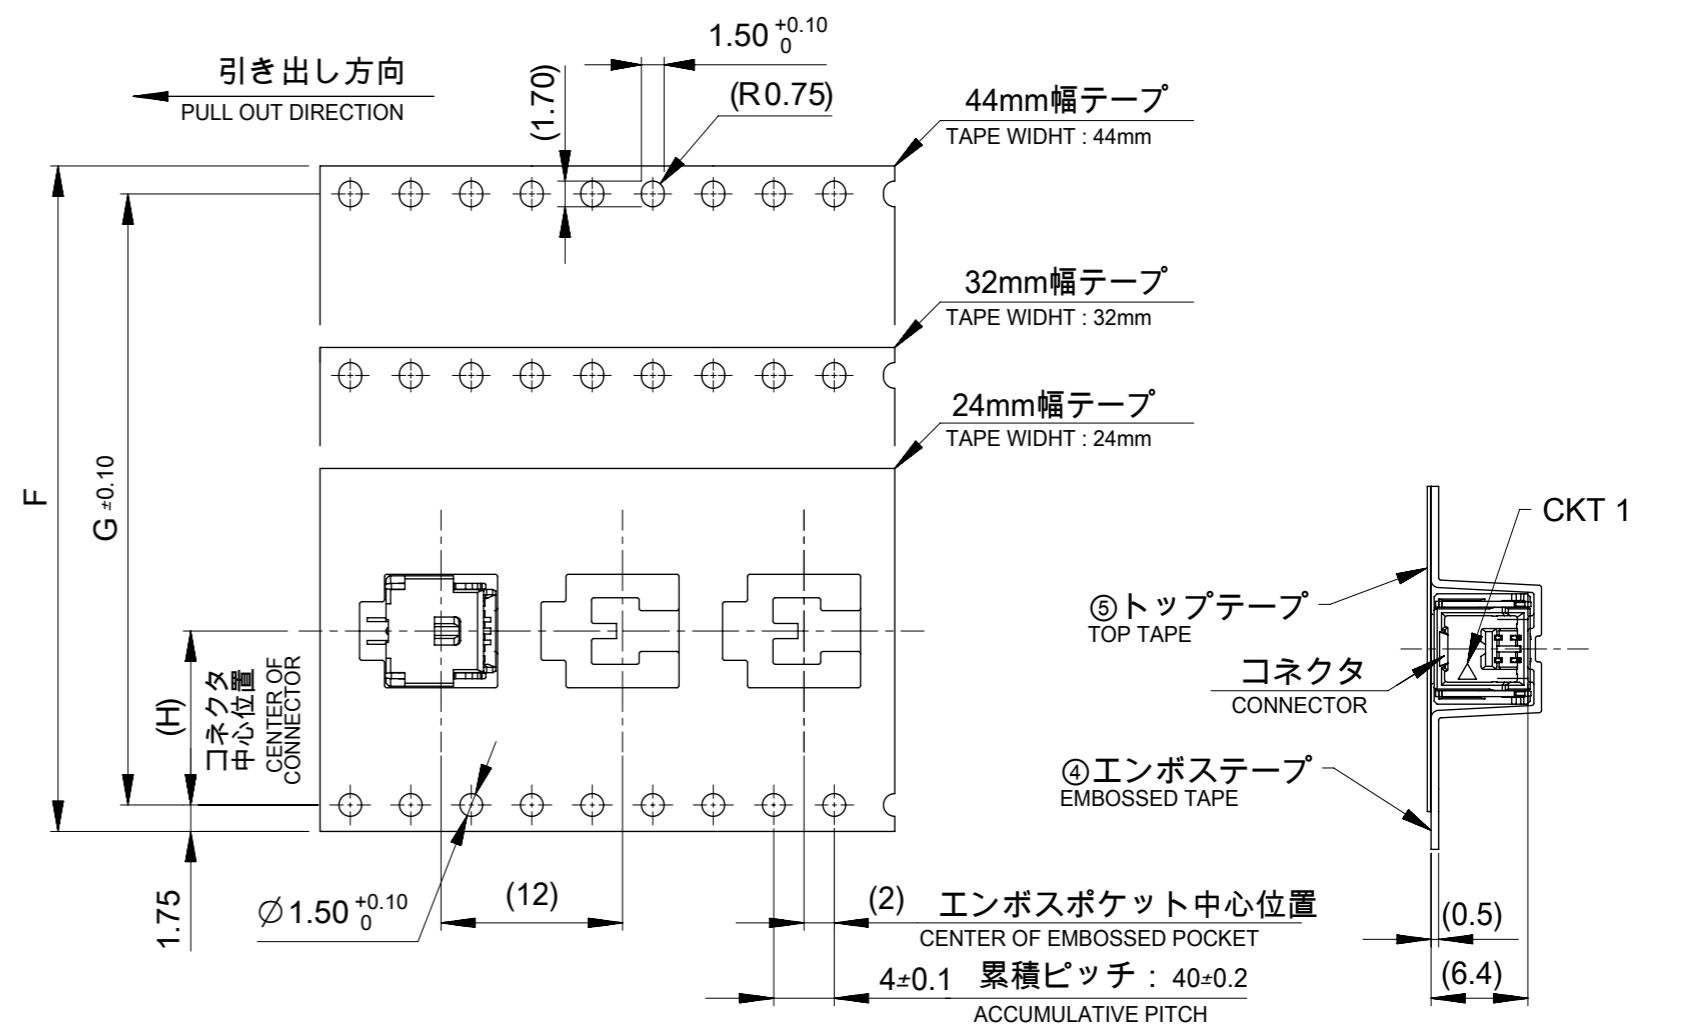 1.50 +0.10 0
引き出し方向
PULL OUT DIRECTION
(1.70)
(R0.75)
44mm幅テープ
TAPE WIDHT : 44mm
32mm幅テープ
TAPE WIDHT : 32mm
24mm幅テープ
TAPE WIDHT : 24mm
F
G ±0.10
(H)
コネクタ
中心位置
CENTER OF
CONNECTOR
1.75
∅1.50 +0.10 0
(12)
(2)
エンボスポケット中心位置
CENTER OF EMBOSSED POCKET
4±0.1
累積ピッチ : 40±0.2
ACCUMULATIVE PITCH
CKT 1
⑤トップテープ
TOP TAPE
コネクタ
CONNECTOR
④エンボステープ
EMBOSSED TAPE
(0.5)
(6.4)